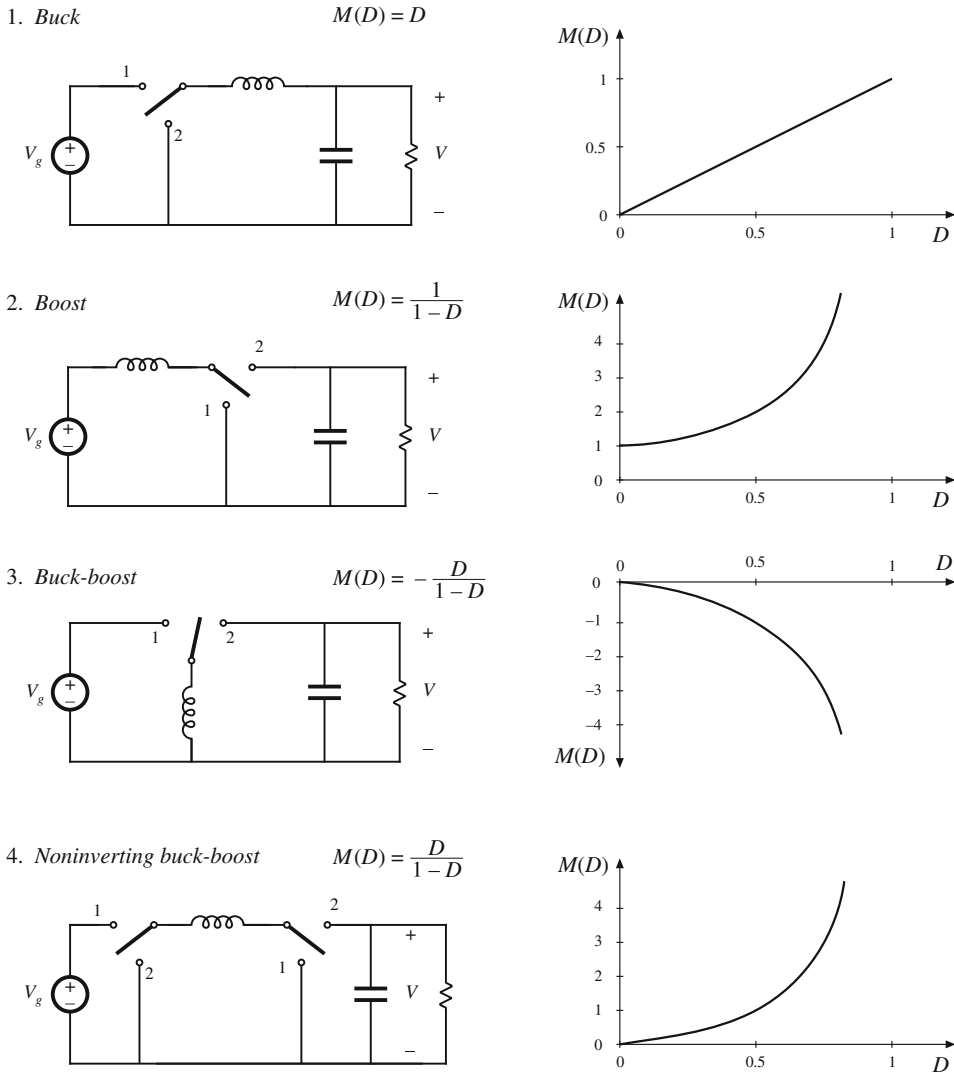 1. Buck
M(D) = D
1
2
V_g
+
−
+
V
−
M(D)
1
0.5
0
0
0.5
1
D
2. Boost
M(D) = 1/(1 – D)
2
1
V_g
+
−
+
V
−
M(D)
4
3
2
1
0
0
0.5
1
D
3. Buck-boost
M(D) = – D/(1 – D)
1
2
V_g
+
−
+
V
−
0
0.5
1
D
0
–1
–2
–3
–4
M(D)
4. Noninverting buck-boost
M(D) = D/(1 – D)
1
2
2
1
V_g
+
−
+
V
−
M(D)
4
3
2
1
0
0
0.5
1
D